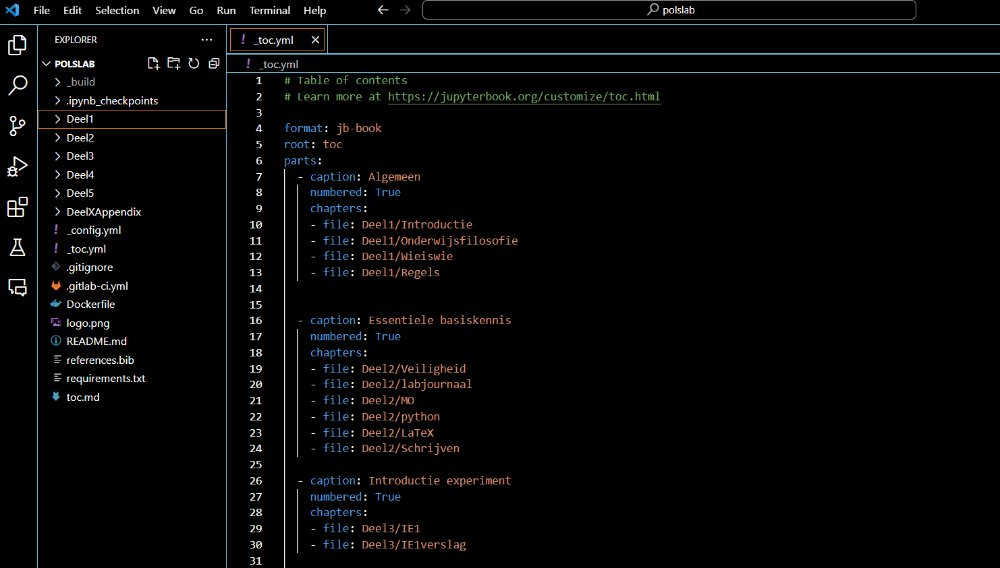 File Edit Selection View Go Run Terminal Help
polslab
EXPLORER
POLSLAB
_build
.ipynb_checkpoints
Deel1
Deel2
Deel3
Deel4
Deel5
DeelXAppendix
_config.yml
_toc.yml
.gitignore
.gitlab-ci.yml
Dockerfile
logo.png
README.md
references.bib
requirements.txt
toc.md
! _toc.yml
! _toc.yml
1 # Table of contents
2 # Learn more at https://jupyterbook.org/customize/toc.html
3
4 format: jb-book
5 root: toc
6 parts:
7 - caption: Algemeen
8 numbered: True
9 chapters:
10 - file: Deel1/Introductie
11 - file: Deel1/Onderwijsfilosofie
12 - file: Deel1/Wieiswie
13 - file: Deel1/Regels
14
15
16 - caption: Essentiele basiskennis
17 numbered: True
18 chapters:
19 - file: Deel2/Veiligheid
20 - file: Deel2/labjournaal
21 - file: Deel2/MO
22 - file: Deel2/python
23 - file: Deel2/LaTeX
24 - file: Deel2/Schrijven
25
26 - caption: Introductie experiment
27 numbered: True
28 chapters:
29 - file: Deel3/IE1
30 - file: Deel3/IE1verslag
31